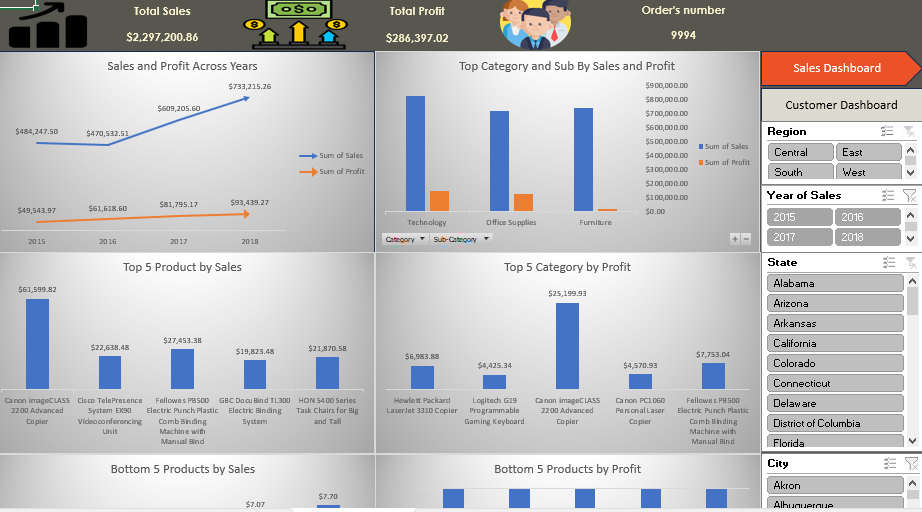 Total Sales
$2,297,200.86
Total Profit
$286,397.02
Order's number
9994
Sales Dashboard
Customer Dashboard
Sales and Profit Across Years
$484,247.50
$470,532.51
$609,205.60
$733,215.26
$49,543.97
$61,618.60
$81,795.17
$93,439.27
2015 2016 2017 2018
Sum of Sales
Sum of Profit
Top Category and Sub By Sales and Profit
$900,000.00
$800,000.00
$700,000.00
$600,000.00
$500,000.00
$400,000.00
$300,000.00
$200,000.00
$100,000.00
$0.00
Technology Office Supplies Furniture
Sum of Sales
Sum of Profit
Category Sub-Category
Region
Central East
South West
Year of Sales
2015 2016
2017 2018
State
Alabama
Arizona
Arkansas
California
Colorado
Connecticut
Delaware
District of Columbia
Florida
City
Akron
Albuquerque
Top 5 Product by Sales
$61,599.82
$22,638.48
$27,453.38
$19,823.48
$21,870.58
Canon imageCLASS
2200 Advanced
Copier
Cisco TelePresence
System EX90
Videoconferencing
Unit
Fellowes PB500
Electric Punch Plastic
Comb Binding
Machine with
Manual Bind
GBC DocuBind TL300
Electric Binding
System
HON 5400 Series
Task Chairs for Big
and Tall
Top 5 Category by Profit
$6,983.88
$4,425.34
$25,199.93
$4,570.93
$7,753.04
Hewlett Packard
LaserJet 3310 Copier
Logitech G19
Programmable
Gaming Keyboard
Canon imageCLASS
2200 Advanced
Copier
Canon PC1060
Personal Laser
Copier
Fellowes PB500
Electric Punch Plastic
Comb Binding
Machine with
Manual Bind
Bottom 5 Products by Sales
$7.07
$7.70
Bottom 5 Products by Profit